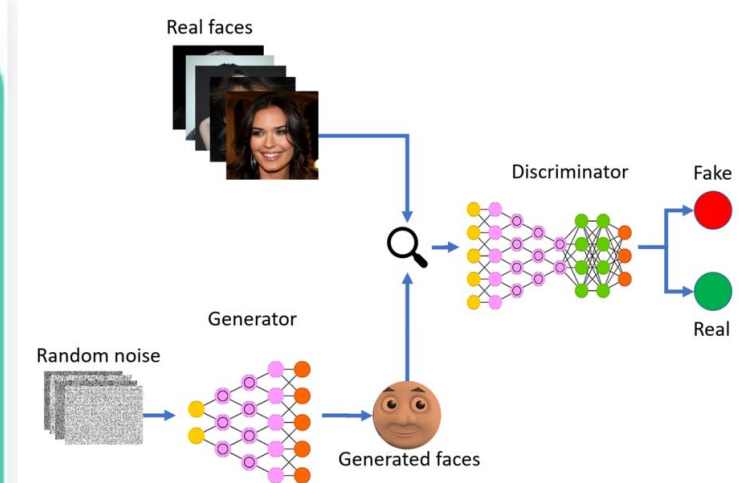 Real faces
Discriminator
Fake
Real
Generator
Random noise
Generated faces